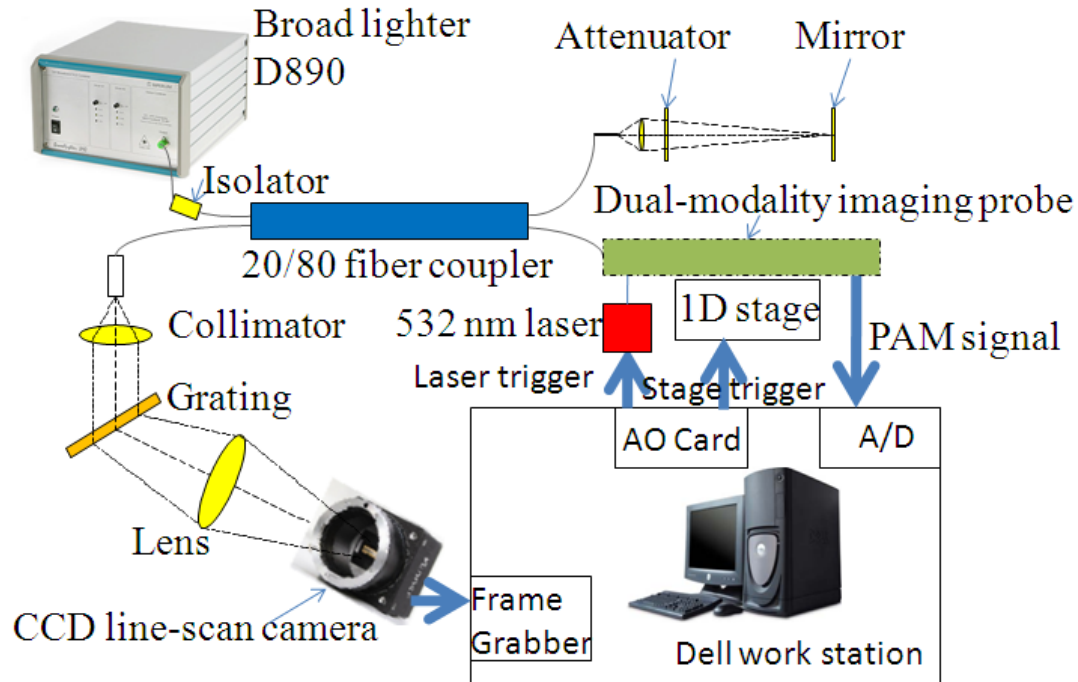 Broad lighter
D890
Attenuator
Mirror
Isolator
Dual-modality imaging probe
20/80 fiber coupler
Collimator
532 nm laser
1D stage
PAM signal
Laser trigger
Stage trigger
Grating
AO Card
A/D
Lens
CCD line-scan camera
Frame
Grabber
Dell work station